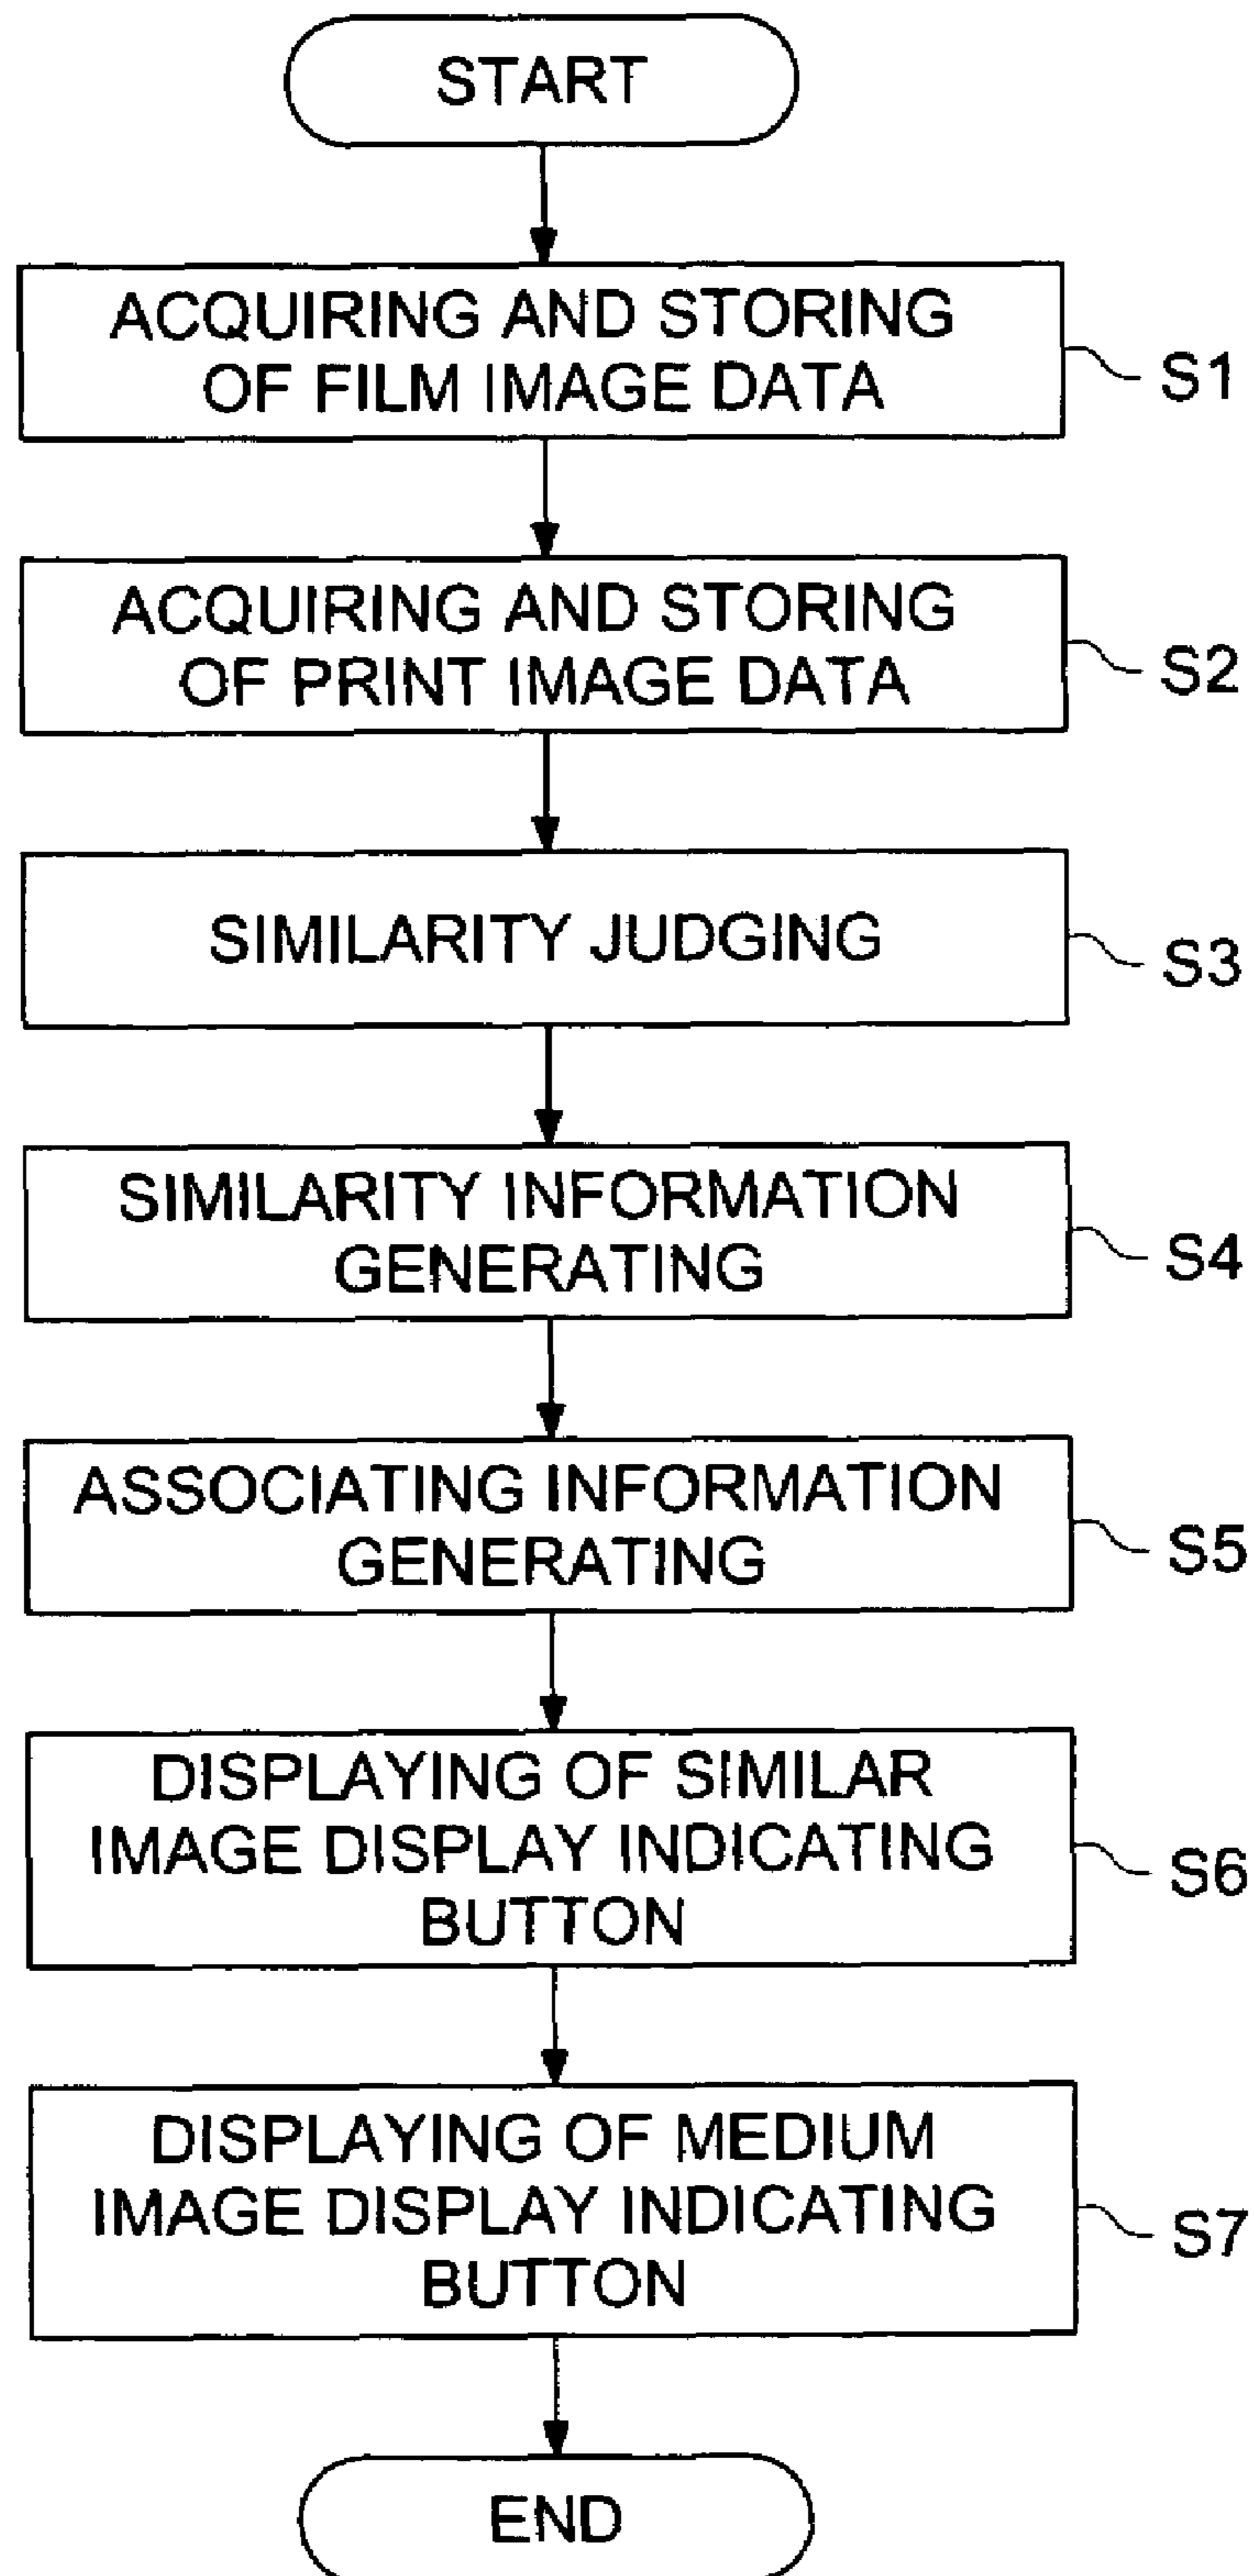 START
ACQUIRING AND STORING
OF FILM IMAGE DATA
S1
ACQUIRING AND STORING
OF PRINT IMAGE DATA
S2
SIMILARITY JUDGING
S3
SIMILARITY INFORMATION
GENERATING
S4
ASSOCIATING INFORMATION
GENERATING
S5
DISPLAYING OF SIMILAR
IMAGE DISPLAY INDICATING
BUTTON
S6
DISPLAYING OF MEDIUM
IMAGE DISPLAY INDICATING
BUTTON
S7
END